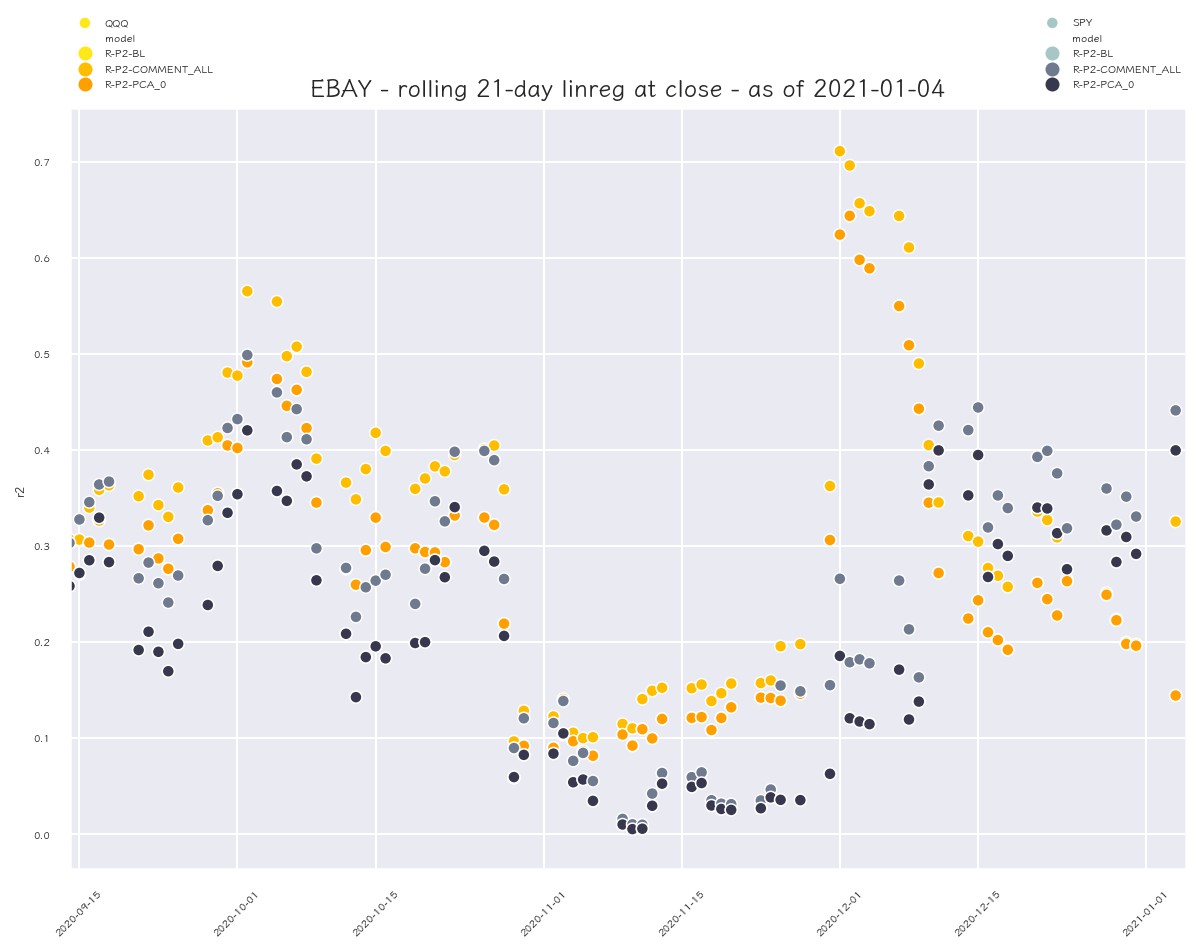 QQQ
model
R-P2-BL
R-P2-COMMENT_ALL
R-P2-PCA_0
SPY
model
R-P2-BL
R-P2-COMMENT_ALL
R-P2-PCA_0
EBAY - rolling 21-day linreg at close - as of 2021-01-04
0.7
0.6
0.5
0.4
0.3
0.2
0.1
0.0
r2
2020-09-15
2020-10-01
2020-10-15
2020-11-01
2020-11-15
2020-12-01
2020-12-15
2021-01-01